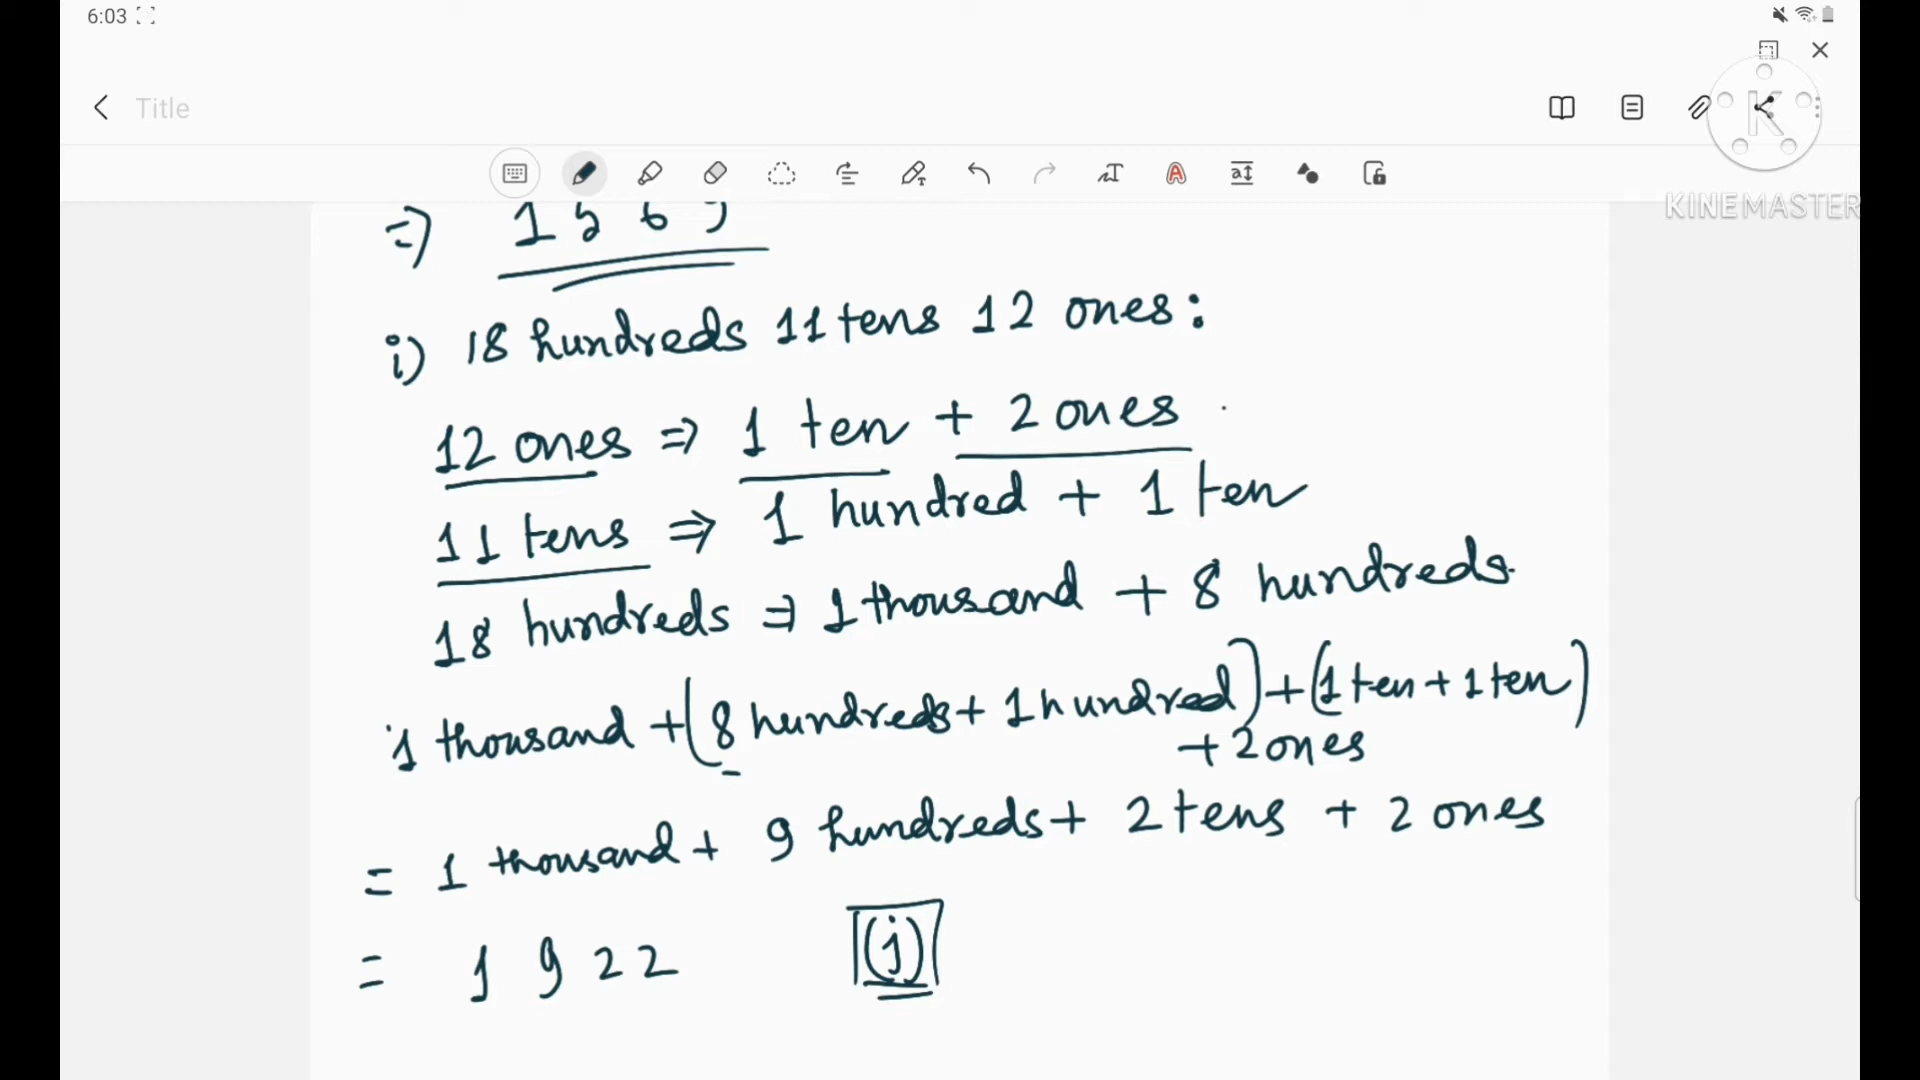 6:03
Title
KINEMASTER
=) 1 5 6 9
i) 18 hundreds 11 tens 12 ones:
12 ones => 1 ten + 2 ones
11 tens => 1 hundred + 1 ten
18 hundreds => 1 thousand + 8 hundreds
1 thousand + (8 hundreds + 1 hundred) + (1 ten + 1 ten)
+ 2 ones
= 1 thousand + 9 hundreds + 2 tens + 2 ones
= 1 9 2 2 (j)